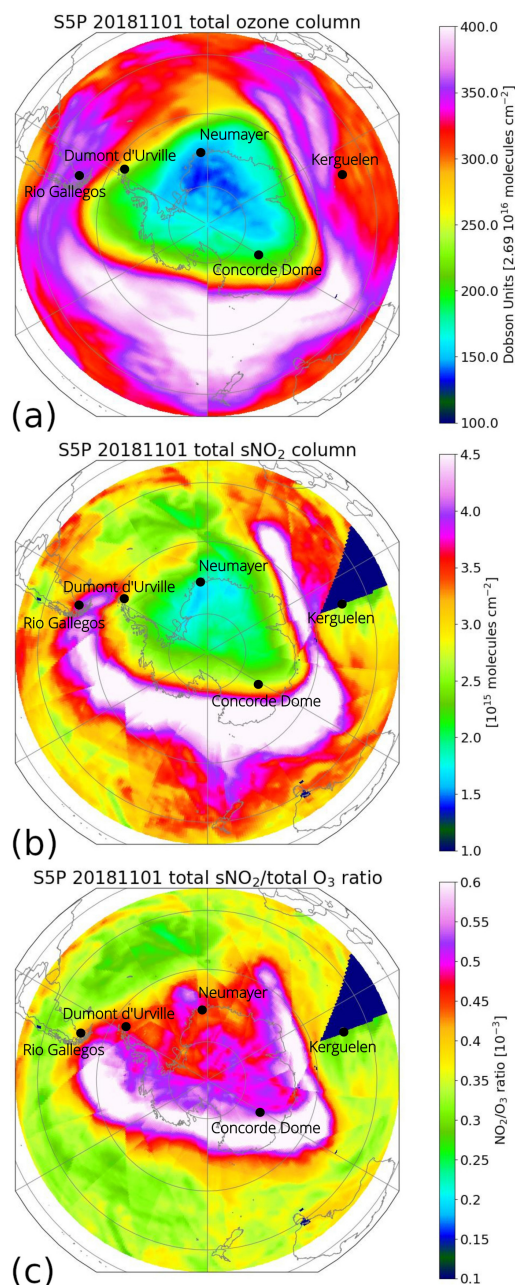 S5P 20181101 total ozone column
Neumayer
Dumont d'Urville
Kerguelen
Rio Gallegos
Concorde Dome
(a)
400.0
350.0
300.0
250.0
200.0
150.0
100.0
Dobson Units [2.69 10¹⁶ molecules cm⁻²]
S5P 20181101 total sNO₂ column
Neumayer
Dumont d'Urville
Kerguelen
Rio Gallegos
Concorde Dome
(b)
4.5
4.0
3.5
3.0
2.5
2.0
1.5
1.0
[10¹⁵ molecules cm⁻²]
S5P 20181101 total sNO₂/total O₃ ratio
Neumayer
Dumont d'Urville
Rio Gallegos
Kerguelen
Concorde Dome
(c)
0.6
0.55
0.5
0.45
0.4
0.35
0.3
0.25
0.2
0.15
0.1
NO₂/O₃ ratio [10⁻³]